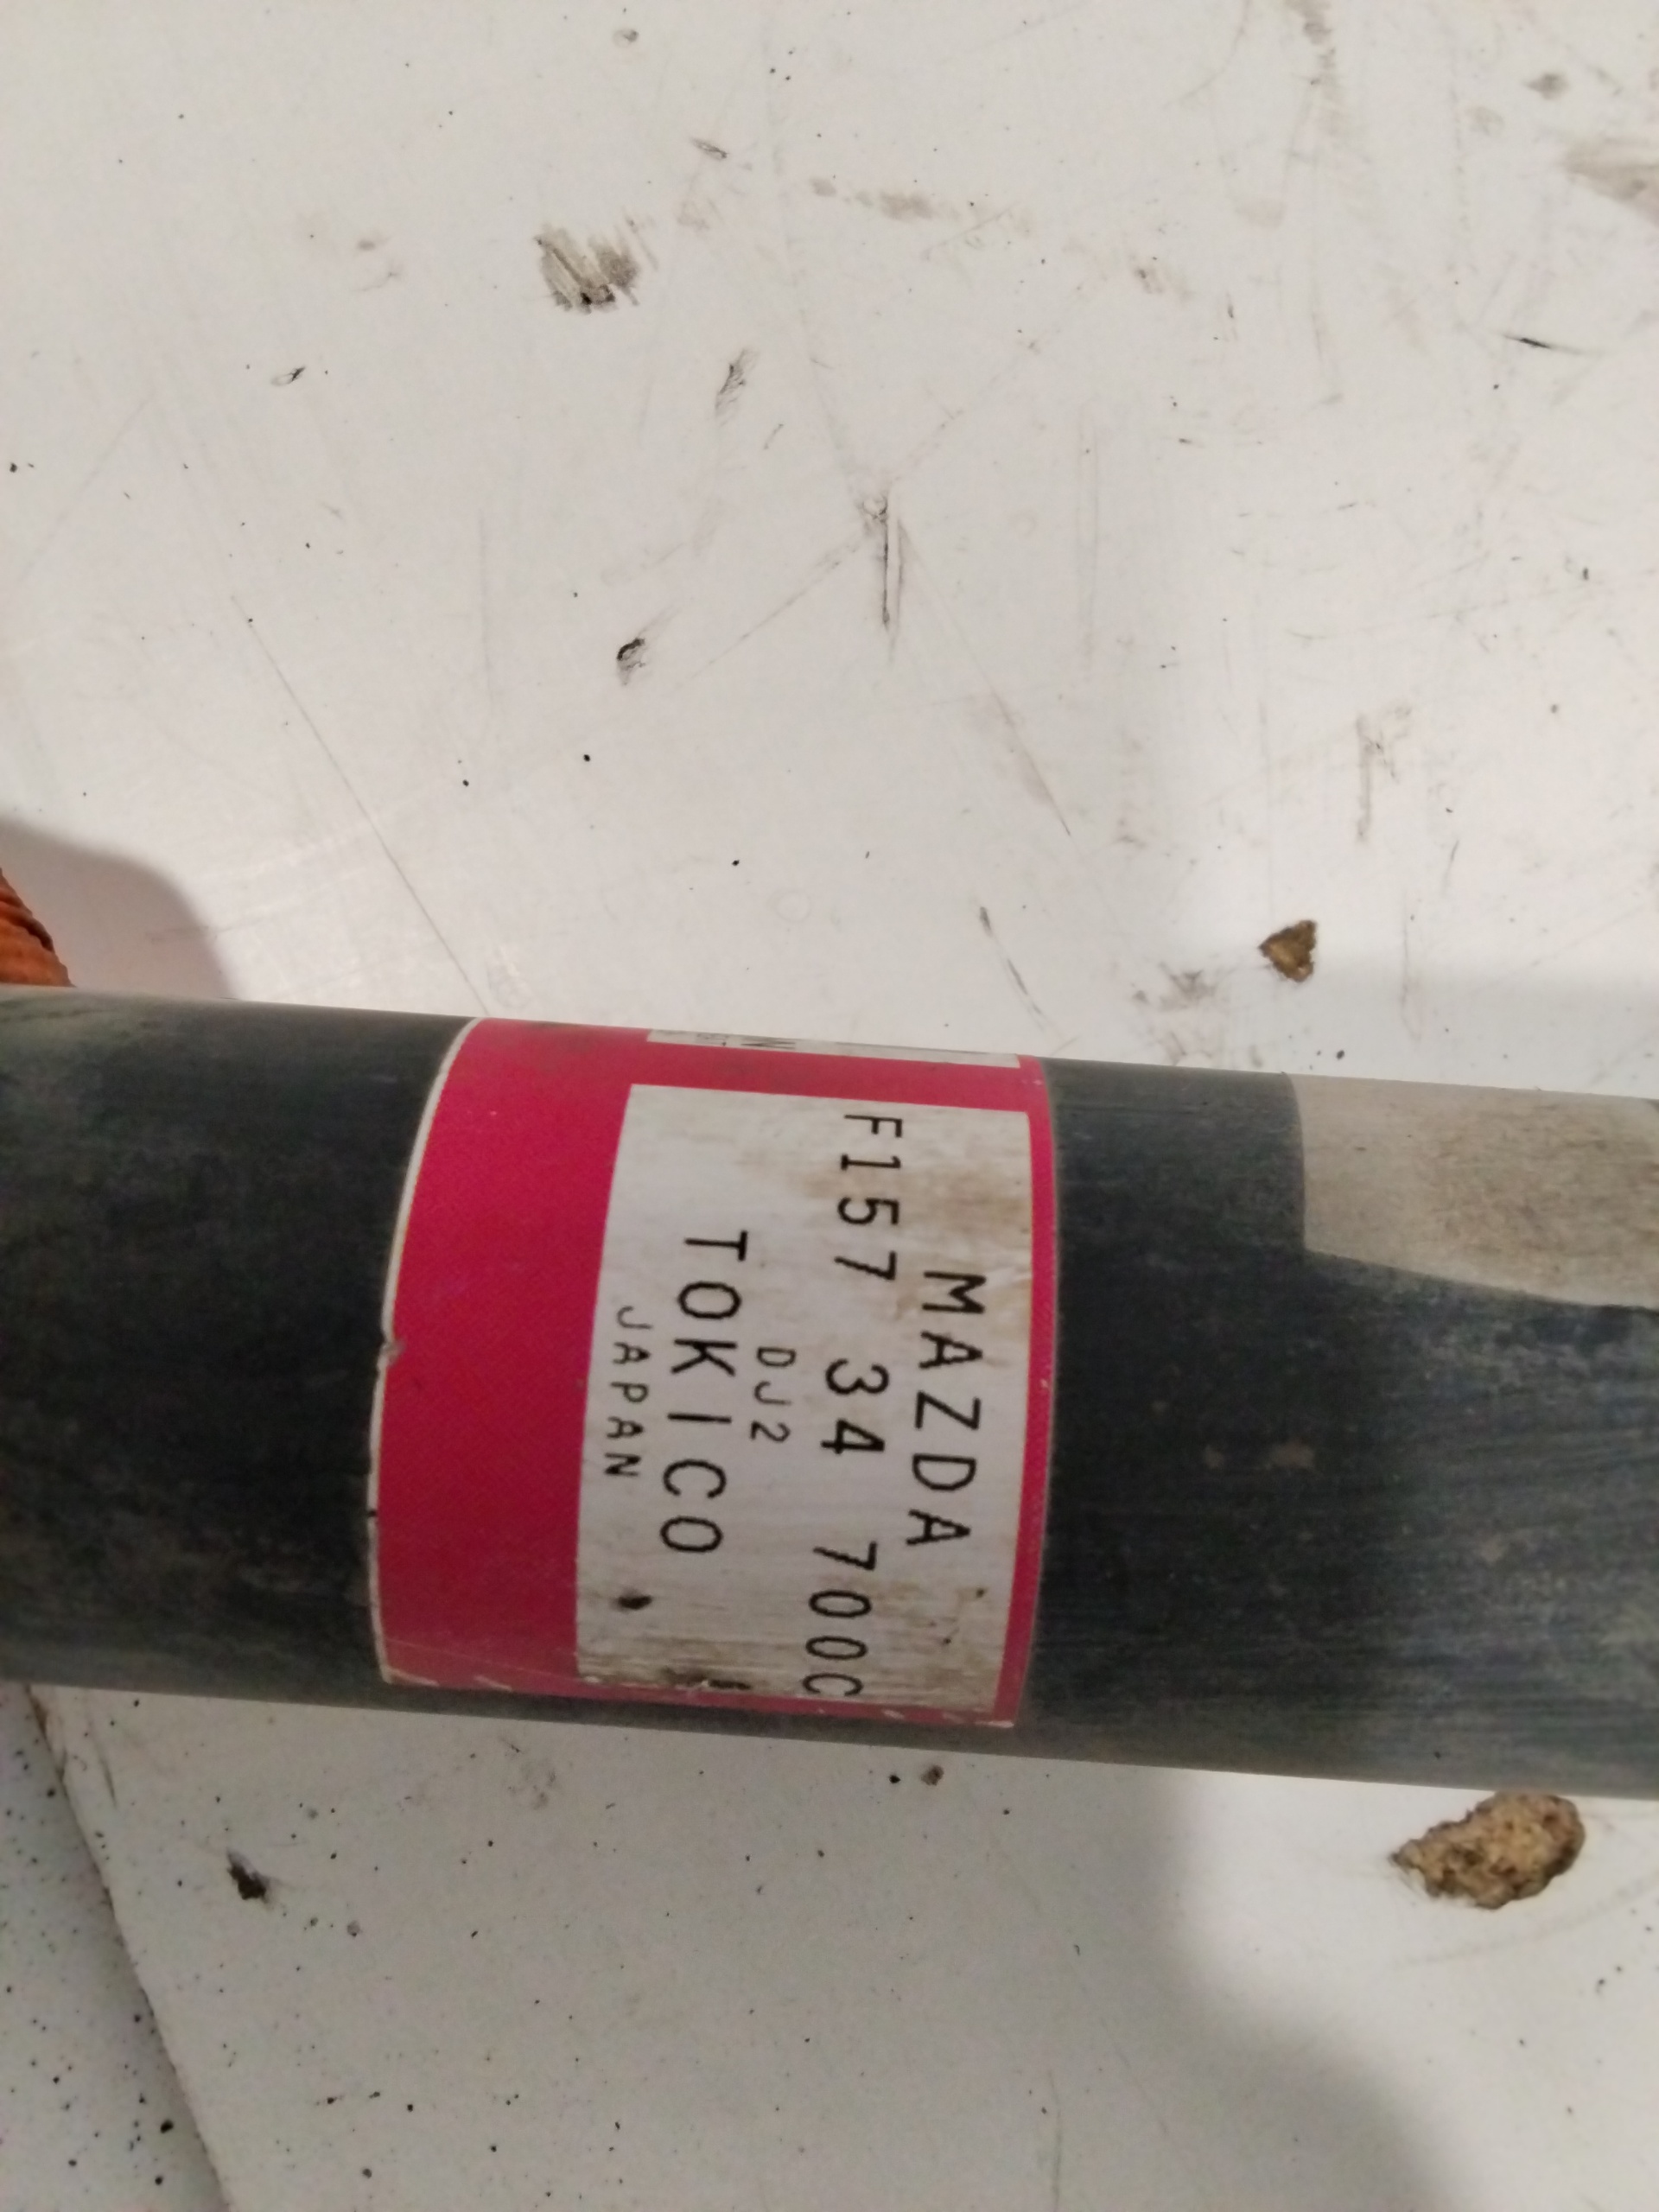 MAZDA
F157 34 700C
DJ2
TOKICO
JAPAN